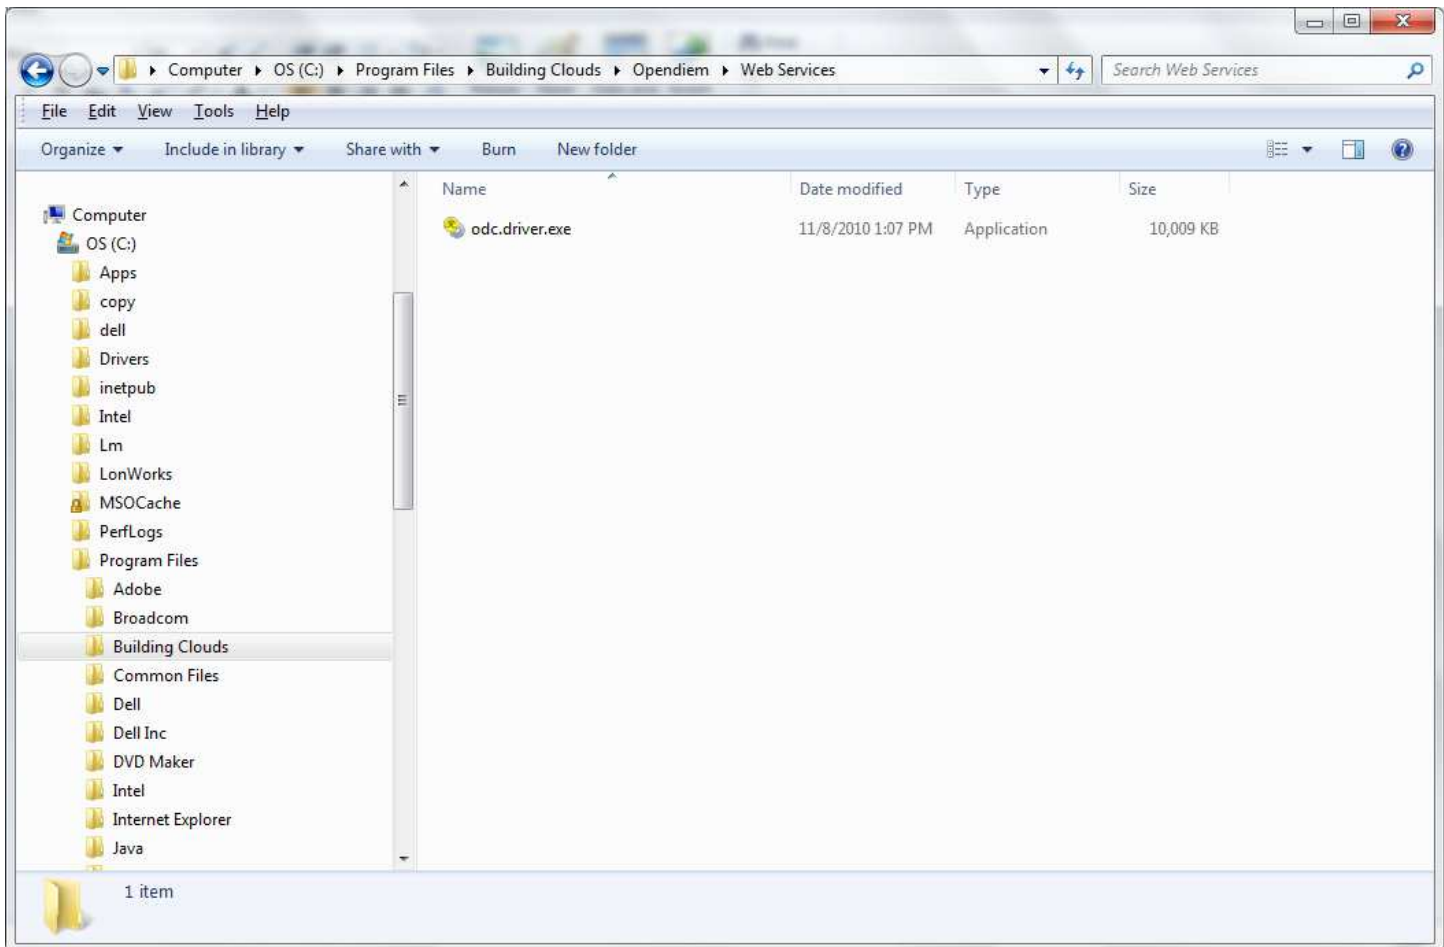 Computer OS (C:) Program Files Building Clouds Opendiem Web Services Search Web Services
File Edit View Tools Help
Organize Include in library Share with Burn New folder
Name Date modified Type Size
odc.driver.exe 11/8/2010 1:07 PM Application 10,009 KB
Computer
OS (C:)
Apps
copy
dell
Drivers
inetpub
Intel
Lm
LonWorks
MSOCache
PerfLogs
Program Files
Adobe
Broadcom
Building Clouds
Common Files
Dell
Dell Inc
DVD Maker
Intel
Internet Explorer
Java
1 item